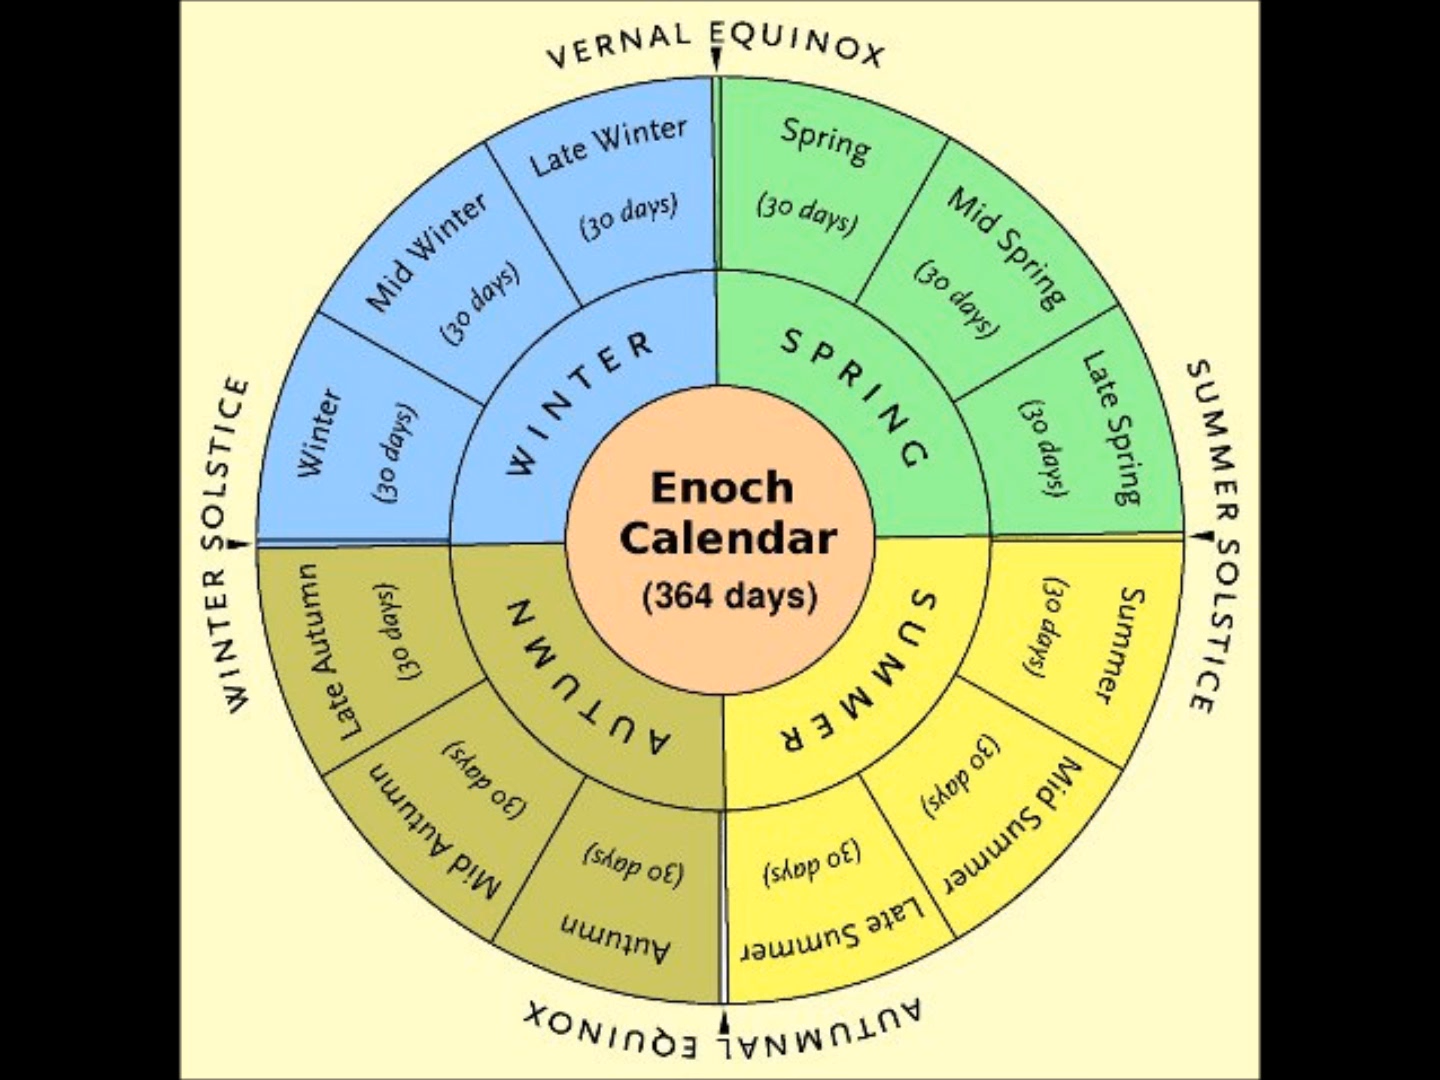 VERNAL EQUINOX
Spring
(30 days)
Mid Spring
(30 days)
Late Spring
(30 days)
SUMMER SOLSTICE
Summer
(30 days)
Mid Summer
(30 days)
Late Summer
(30 days)
AUTUMNAL EQUINOX
Autumn
(30 days)
Mid Autumn
(30 days)
Late Autumn
(30 days)
WINTER SOLSTICE
Winter
(30 days)
Mid Winter
(30 days)
Late Winter
(30 days)
SPRING
SUMMER
AUTUMN
WINTER
Enoch
Calendar
(364 days)